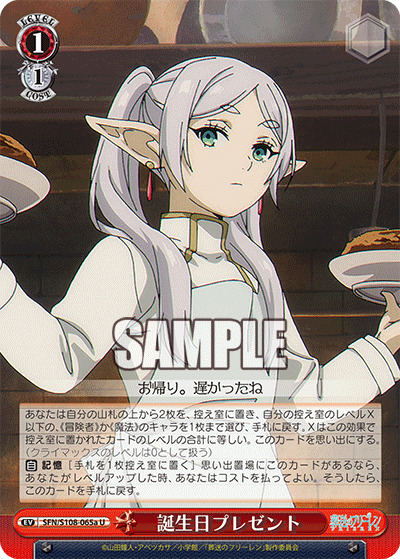 LEVEL
1
1
COST
SAMPLE
お帰り。遅かったね
あなたは自分の山札の上から2枚を、控え室に置き、自分の控え室のレベルX
以下の、《冒険者》か《魔法》のキャラを1枚まで選び、手札に戻す。Xはこの効果で
控え室に置かれたカードのレベルの合計に等しい。このカードを思い出にする。
(クライマックスのレベルは0として扱う)
自 記憶 [手札を1枚控え室に置く] 思い出置場にこのカードがあるなら、
あなたがレベルアップした時、あなたはコストを払ってよい。そうしたら、
このカードを手札に戻す。
EV SFN/S108-065a U 誕生日プレゼント 葬送のフリーレン
©山田鐘人・アベツカサ/小学館/「葬送のフリーレン」製作委員会